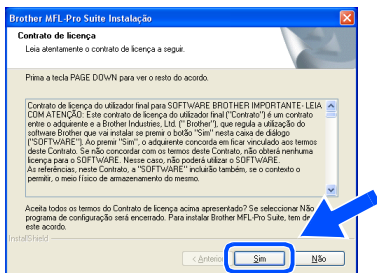 Brother MFL-Pro Suite Instalação
Contrato de licença
Leia atentamente o contrato de licença a seguir.
Prima a tecla PAGE DOWN para ver o resto do acordo.
Contrato de licença do utilizador final para SOFTWARE BROTHER IMPORTANTE- LEIA
COM ATENÇÃO: Este contrato de licença do utilizador final ("Contrato") é um contrato
entre o adquirente e a Brother Industries, Ltd. (" Brother"), que regula a utilização do
software Brother que vai instalar se premir o botão "Sim" nesta caixa de diálogo
("SOFTWARE"). Ao premir "Sim", o adquirente concorda em ficar vinculado aos termos
deste Contrato. Se não concordar com os termos deste Contrato, não obterá nenhuma
licença para o SOFTWARE. Nesse caso, não poderá utilizar o SOFTWARE.
As referências, neste Contrato, a "SOFTWARE" incluirão também, se o contexto o
permitir, o meio físico de armazenamento do mesmo.
Aceita todos os termos do Contrato de licença acima apresentado? Se seleccionar Não
programa de configuração será encerrado. Para instalar Brother MFL-Pro Suite, tem de
este acordo.
InstallShield
< Anterior
Sim
Não